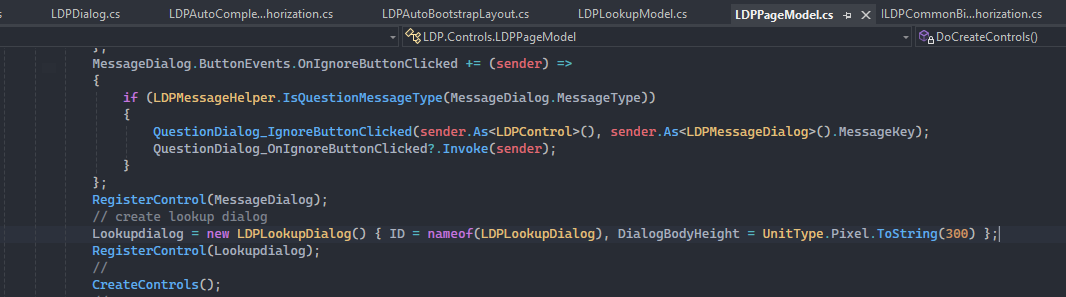 s LDPDialog.cs LDPAutoComple...horization.cs LDPAutoBootstrapLayout.cs LDPLookupModel.cs LDPPageModel.cs ILDPCommonBi...horization.cs
LDP.Controls.LDPPageModel DoCreateControls()
};
MessageDialog.ButtonEvents.OnIgnoreButtonClicked += (sender) =>
{
if (LDPMessageHelper.IsQuestionMessageType(MessageDialog.MessageType))
{
QuestionDialog_IgnoreButtonClicked(sender.As<LDPControl>(), sender.As<LDPMessageDialog>().MessageKey);
QuestionDialog_OnIgnoreButtonClicked?.Invoke(sender);
}
};
RegisterControl(MessageDialog);
// create lookup dialog
Lookupdialog = new LDPLookupDialog() { ID = nameof(LDPLookupDialog), DialogBodyHeight = UnitType.Pixel.ToString(300) };
RegisterControl(Lookupdialog);
//
CreateControls();
//